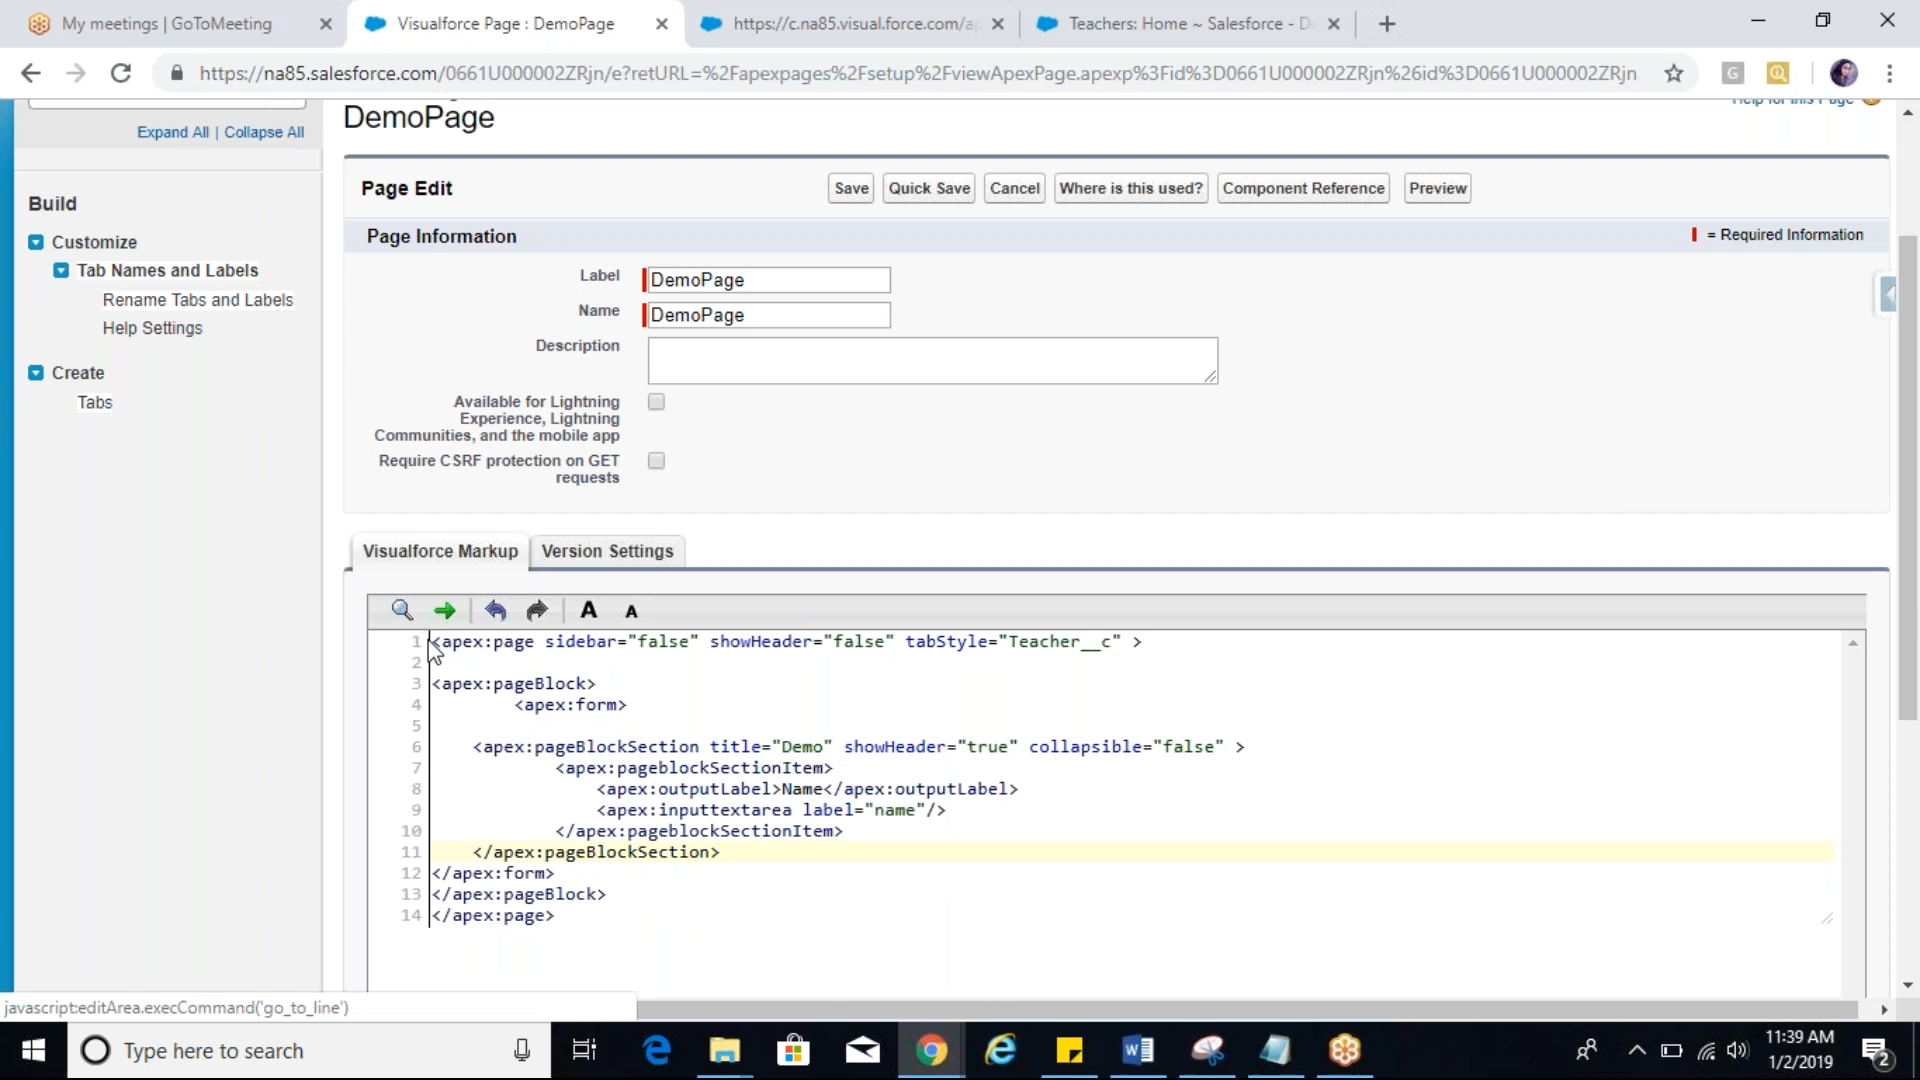 My meetings | GoToMeeting
Visualforce Page : DemoPage
https://c.na85.visual.force.com/a
Teachers: Home ~ Salesforce - D
https://na85.salesforce.com/0661U000002ZRjn/e?retURL=%2Fapexpages%2Fsetup%2FviewApexPage.apexp%3Fid%3D0661U000002ZRjn%26id%3D0661U000002ZRjn
G
Help for this Page
DemoPage
Expand All | Collapse All
Build
Customize
Tab Names and Labels
Rename Tabs and Labels
Help Settings
Create
Tabs
Page Edit
Save
Quick Save
Cancel
Where is this used?
Component Reference
Preview
Page Information
= Required Information
Label
DemoPage
Name
DemoPage
Description
Available for Lightning
Experience, Lightning
Communities, and the mobile app
Require CSRF protection on GET
requests
Visualforce Markup
Version Settings
A A
1 <apex:page sidebar="false" showHeader="false" tabStyle="Teacher__c" >
2
3 <apex:pageBlock>
4 <apex:form>
5
6 <apex:pageBlockSection title="Demo" showHeader="true" collapsible="false" >
7 <apex:pageblockSectionItem>
8 <apex:outputLabel>Name</apex:outputLabel>
9 <apex:inputtextarea label="name"/>
10 </apex:pageblockSectionItem>
11 </apex:pageBlockSection>
12 </apex:form>
13 </apex:pageBlock>
14 </apex:page>
javascript:editArea.execCommand('go_to_line')
Type here to search
11:39 AM
1/2/2019
2